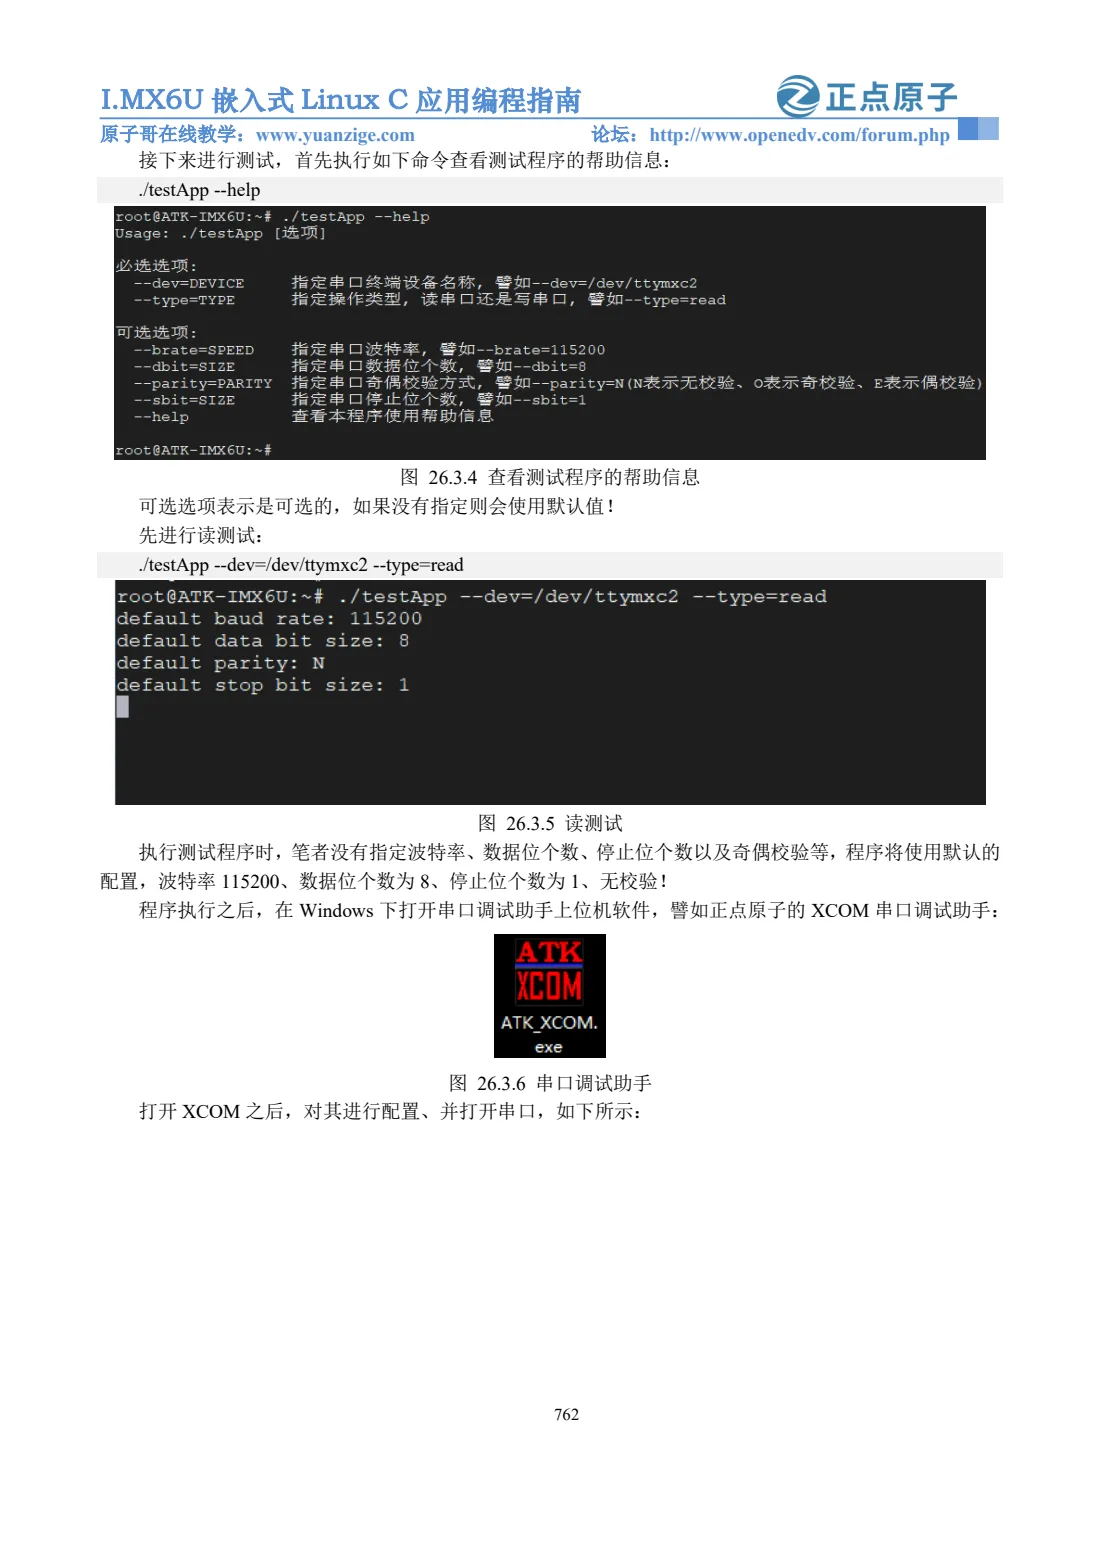 I.MX6U 嵌入式 Linux C 应用编程指南
正点原子
原子哥在线教学：www.yuanzige.com 论坛：http://www.openedv.com/forum.php
接下来进行测试，首先执行如下命令查看测试程序的帮助信息：
./testApp --help
root@ATK-IMX6U:~# ./testApp --help
Usage: ./testApp [选项]
必选选项:
--dev=DEVICE 指定串口终端设备名称, 譬如--dev=/dev/ttymxc2
--type=TYPE 指定操作类型, 读串口还是写串口, 譬如--type=read
可选选项:
--brate=SPEED 指定串口波特率, 譬如--brate=115200
--dbit=SIZE 指定串口数据位个数, 譬如--dbit=8
--parity=PARITY 指定串口奇偶校验方式, 譬如--parity=N(N表示无校验、O表示奇校验、E表示偶校验)
--sbit=SIZE 指定串口停止位个数, 譬如--sbit=1
--help 查看本程序使用帮助信息
root@ATK-IMX6U:~#
图 26.3.4 查看测试程序的帮助信息
可选选项表示是可选的，如果没有指定则会使用默认值！
先进行读测试：
./testApp --dev=/dev/ttymxc2 --type=read
root@ATK-IMX6U:~# ./testApp --dev=/dev/ttymxc2 --type=read
default baud rate: 115200
default data bit size: 8
default parity: N
default stop bit size: 1
图 26.3.5 读测试
执行测试程序时，笔者没有指定波特率、数据位个数、停止位个数以及奇偶校验等，程序将使用默认的
配置，波特率 115200、数据位个数为 8、停止位个数为 1、无校验！
程序执行之后，在 Windows 下打开串口调试助手上位机软件，譬如正点原子的 XCOM 串口调试助手：
ATK
XCOM
ATK_XCOM.
exe
图 26.3.6 串口调试助手
打开 XCOM 之后，对其进行配置、并打开串口，如下所示：
762